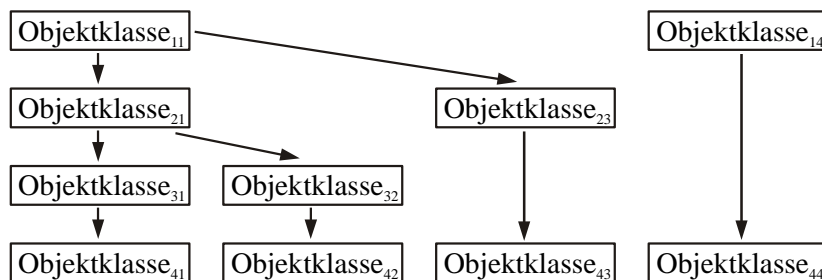 Objektklasse₁₁
Objektklasse₁₄
Objektklasse₂₁
Objektklasse₂₃
Objektklasse₃₁
Objektklasse₃₂
Objektklasse₄₁
Objektklasse₄₂
Objektklasse₄₃
Objektklasse₄₄